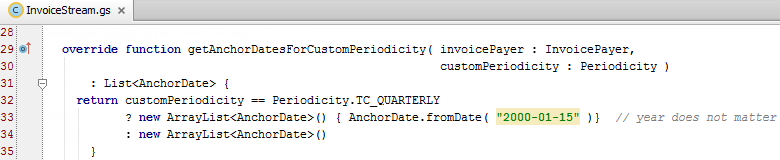 InvoiceStream.gs ×
28
29 override function getAnchorDatesForCustomPeriodicity( invoicePayer : InvoicePayer,
30 customPeriodicity : Periodicity )
31 : List<AnchorDate> {
32 return customPeriodicity == Periodicity.TC_QUARTERLY
33 ? new ArrayList<AnchorDate>() { AnchorDate.fromDate( "2000-01-15" )} // year does not matter
34 : new ArrayList<AnchorDate>()
35 }